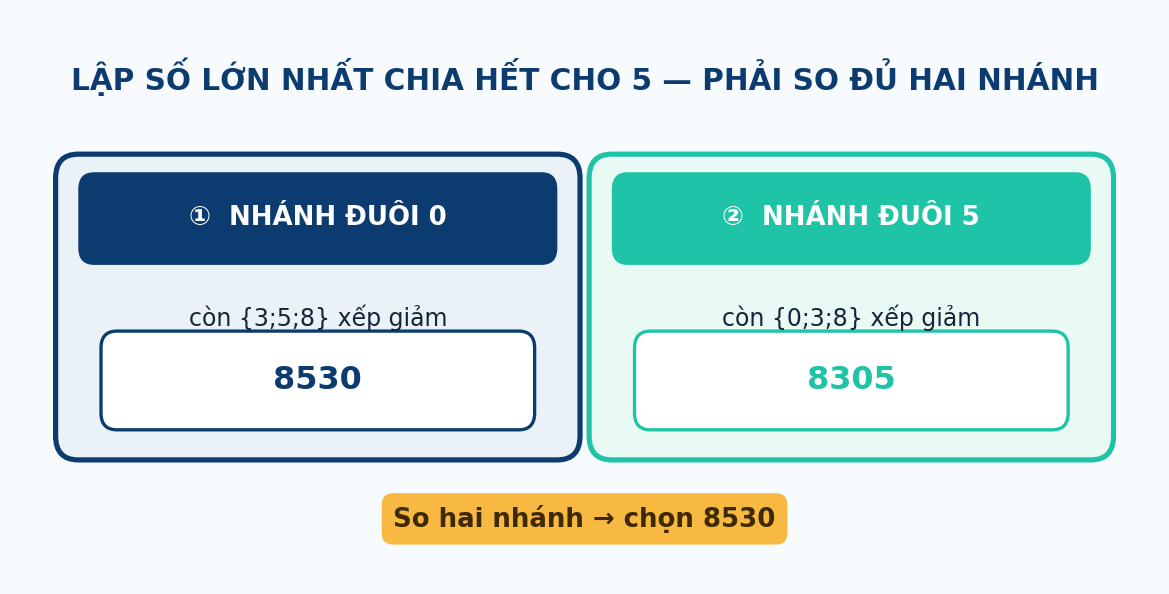 LẬP SỐ LỚN NHẤT CHIA HẾT CHO 5 — PHẢI SO ĐỦ HAI NHÁNH
① NHÁNH ĐUÔI 0
còn {3;5;8} xếp giảm
8530
② NHÁNH ĐUÔI 5
còn {0;3;8} xếp giảm
8305
So hai nhánh → chọn 8530